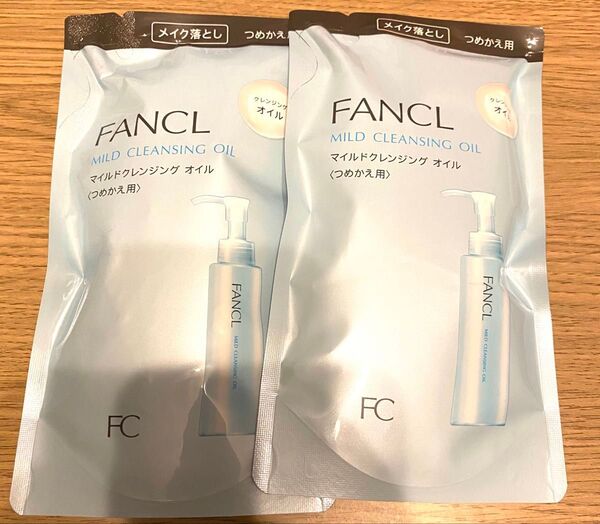 メイク落とし つめかえ用
クレンジング
オイル
FANCL
MILD CLEANSING OIL
マイルドクレンジング オイル
〈つめかえ用〉
FANCL
MILD CLEANSING OIL
FC
メイク落とし つめかえ用
オイ
FANCL
MILD CLEANSING OIL
マイルドクレンジング オイル
〈つめかえ用〉
FANCL
MILD CLEANSING OIL
FC